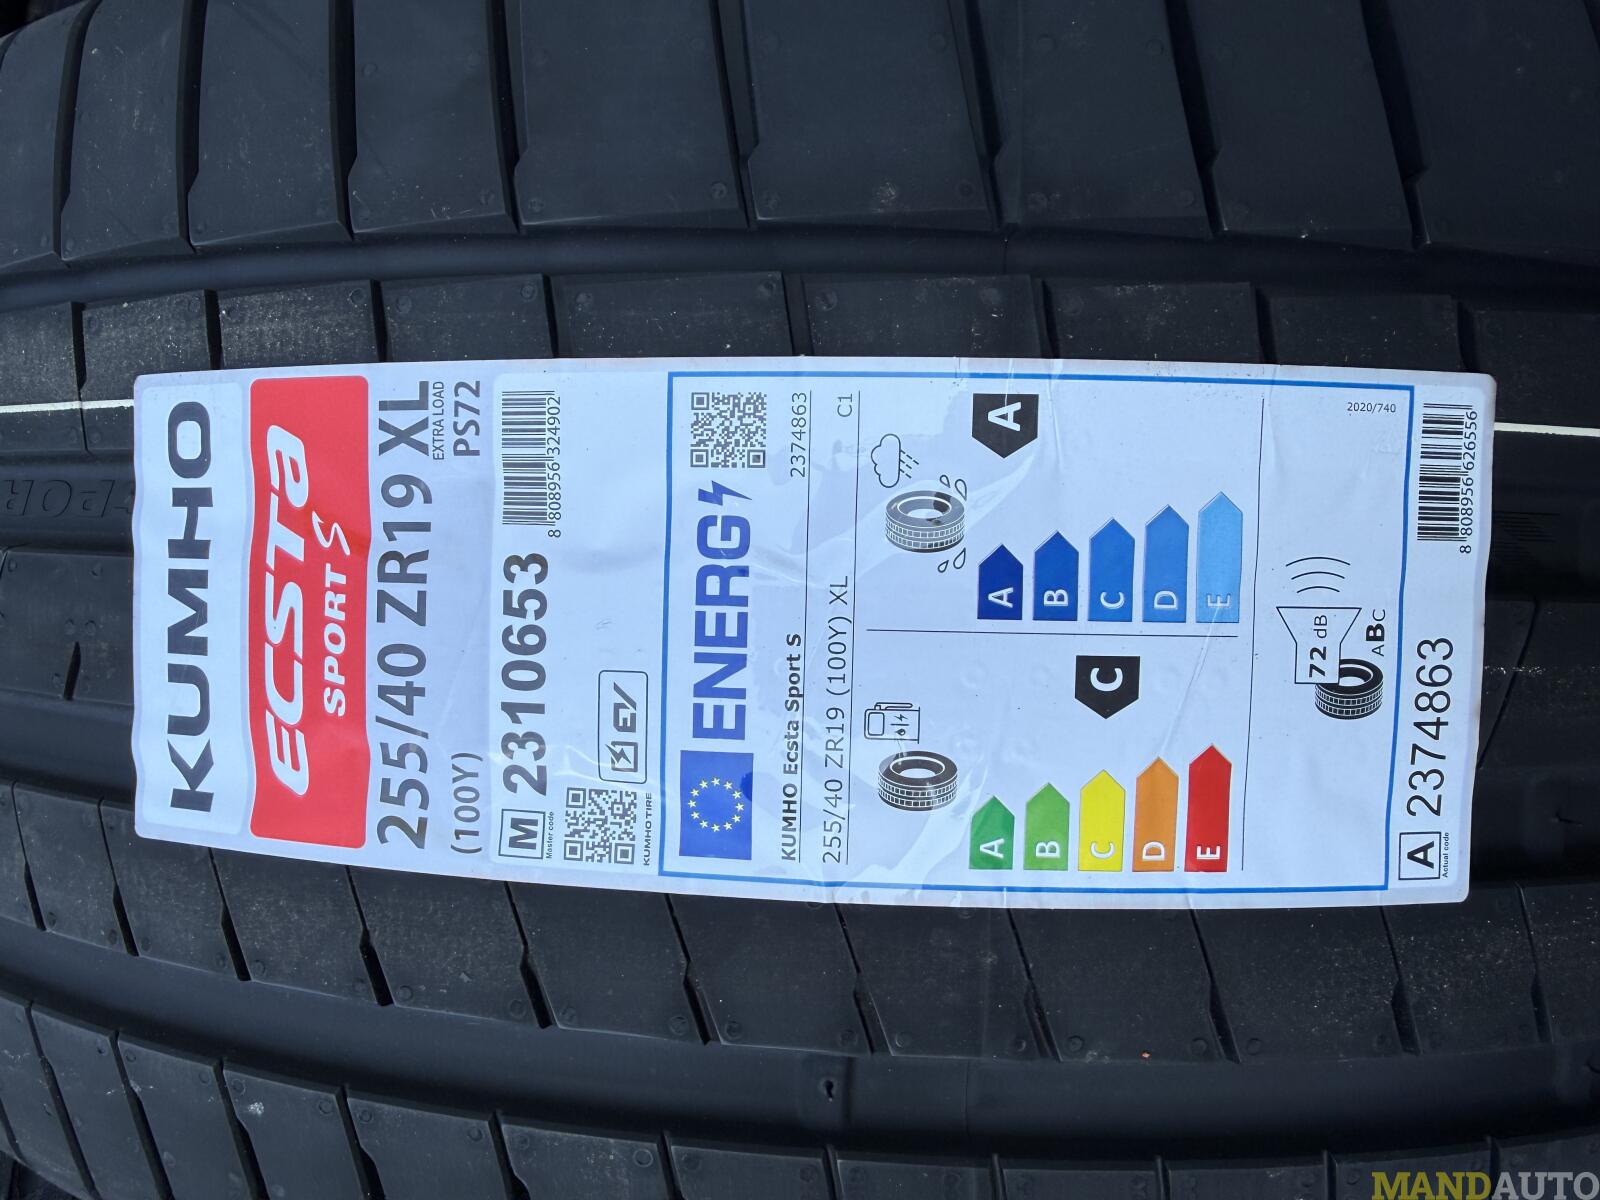 KUMHO
ECSTA
SPORT S
255/40 ZR19 XL
EXTRA LOAD
(100Y)
PS72
M
Master code
2310653
8 808956 324902
KUMHO TIRE
EV
ENERG
KUMHO Ecsta Sport S
2374863
255/40 ZR19 (100Y) XL
C1
A
B
C
D
E
C
A
B
C
D
E
A
72 dB
ABC
2020/740
A
Actual code
2374863
8 808956 626556
MANDAUTO